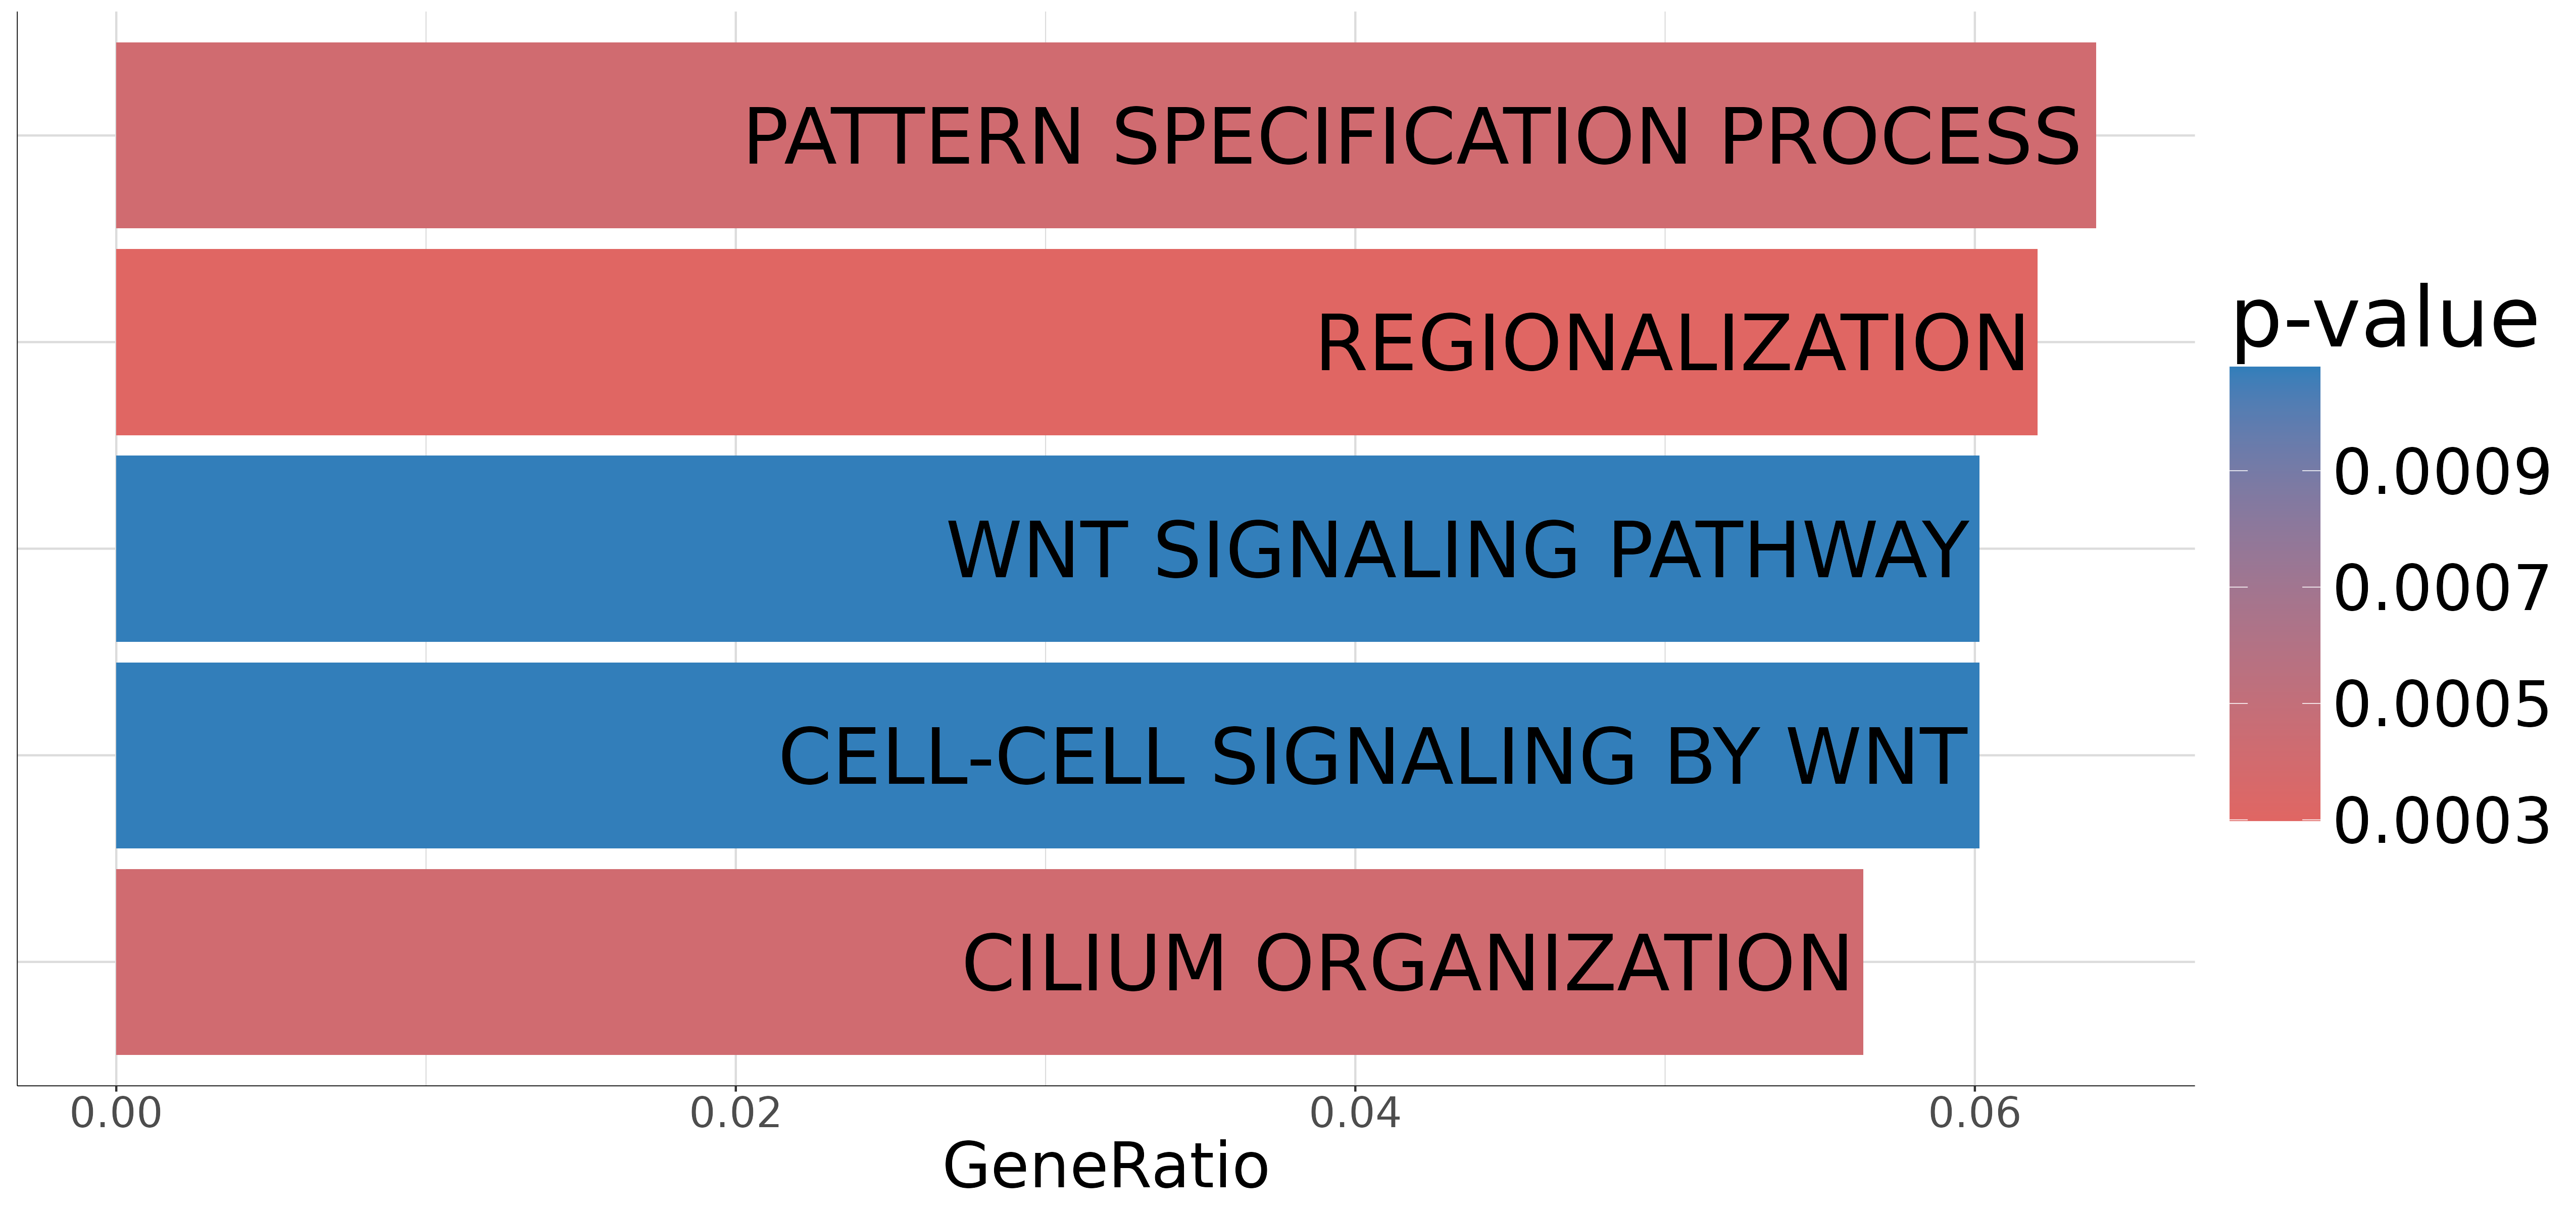 PATTERN SPECIFICATION PROCESS
REGIONALIZATION
WNT SIGNALING PATHWAY
CELL-CELL SIGNALING BY WNT
CILIUM ORGANIZATION
0.00 0.02 0.04 0.06
GeneRatio
p-value
0.0009
0.0007
0.0005
0.0003